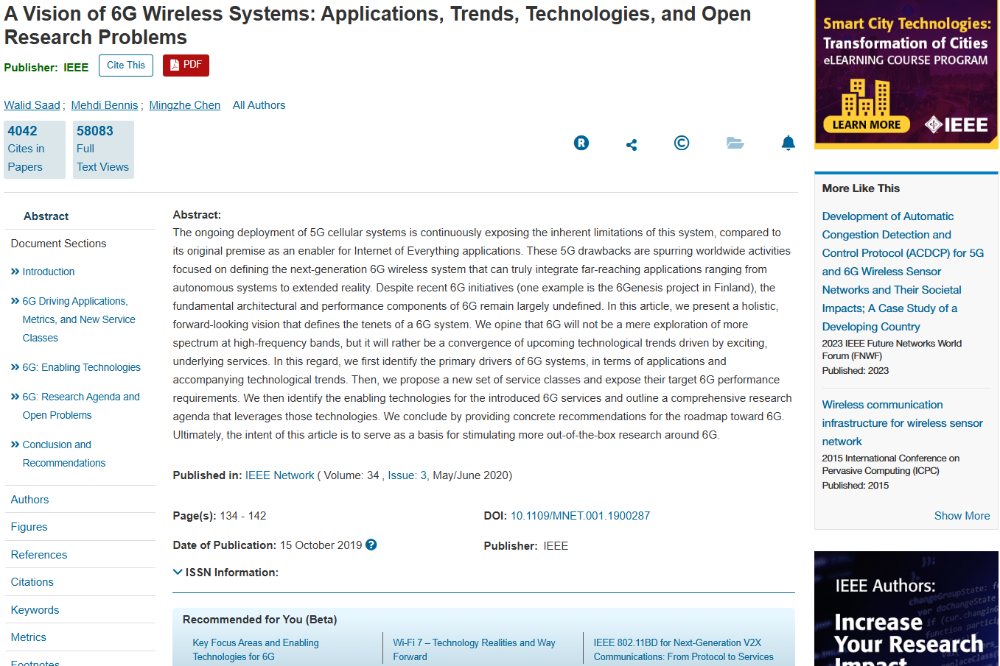 A Vision of 6G Wireless Systems: Applications, Trends, Technologies, and Open
Research Problems
Publisher: IEEE
Cite This
PDF
Walid Saad ; Mehdi Bennis ; Mingzhe Chen All Authors
4042
Cites in
Papers
58083
Full
Text Views
R
©
Abstract
Document Sections
» Introduction
» 6G Driving Applications,
Metrics, and New Service
Classes
» 6G: Enabling Technologies
» 6G: Research Agenda and
Open Problems
» Conclusion and
Recommendations
Authors
Figures
References
Citations
Keywords
Metrics
Footnotes
Abstract:
The ongoing deployment of 5G cellular systems is continuously exposing the inherent limitations of this system, compared to
its original premise as an enabler for Internet of Everything applications. These 5G drawbacks are spurring worldwide activities
focused on defining the next-generation 6G wireless system that can truly integrate far-reaching applications ranging from
autonomous systems to extended reality. Despite recent 6G initiatives (one example is the 6Genesis project in Finland), the
fundamental architectural and performance components of 6G remain largely undefined. In this article, we present a holistic,
forward-looking vision that defines the tenets of a 6G system. We opine that 6G will not be a mere exploration of more
spectrum at high-frequency bands, but it will rather be a convergence of upcoming technological trends driven by exciting,
underlying services. In this regard, we first identify the primary drivers of 6G systems, in terms of applications and
accompanying technological trends. Then, we propose a new set of service classes and expose their target 6G performance
requirements. We then identify the enabling technologies for the introduced 6G services and outline a comprehensive research
agenda that leverages those technologies. We conclude by providing concrete recommendations for the roadmap toward 6G.
Ultimately, the intent of this article is to serve as a basis for stimulating more out-of-the-box research around 6G.
Published in: IEEE Network ( Volume: 34 , Issue: 3, May/June 2020)
Page(s): 134 - 142
DOI: 10.1109/MNET.001.1900287
Date of Publication: 15 October 2019 ?
Publisher: IEEE
ISSN Information:
Recommended for You (Beta)
Key Focus Areas and Enabling
Technologies for 6G
Wi-Fi 7 – Technology Realities and Way
Forward
IEEE 802.11BD for Next-Generation V2X
Communications: From Protocol to Services
Smart City Technologies:
Transformation of Cities
eLEARNING COURSE PROGRAM
LEARN MORE
IEEE
More Like This
Development of Automatic
Congestion Detection and
Control Protocol (ACDCP) for 5G
and 6G Wireless Sensor
Networks and Their Societal
Impacts; A Case Study of a
Developing Country
2023 IEEE Future Networks World
Forum (FNWF)
Published: 2023
Wireless communication
infrastructure for wireless sensor
network
2015 International Conference on
Pervasive Computing (ICPC)
Published: 2015
Show More
IEEE Authors:
Increase
Your Research
Impact